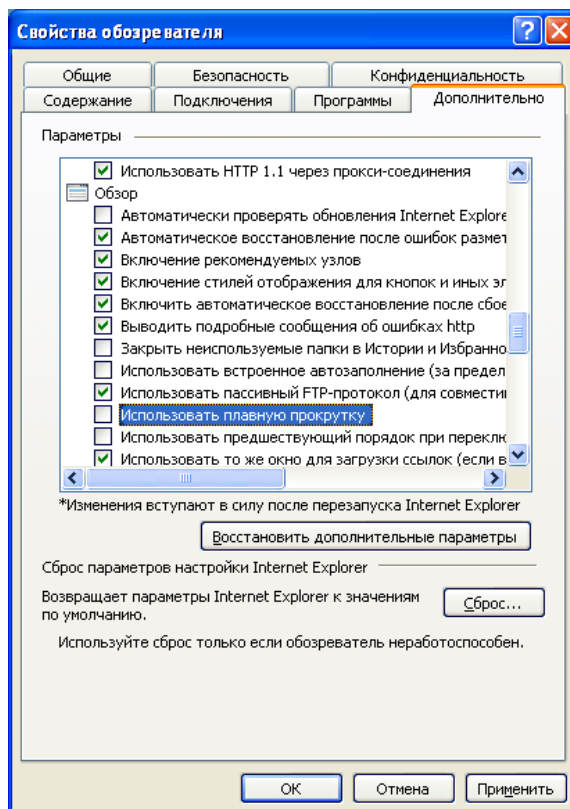 Свойства обозревателя
Общие Безопасность Конфиденциальность
Содержание Подключения Программы Дополнительно
Параметры
Использовать HTTP 1.1 через прокси-соединения
Обзор
Автоматически проверять обновления Internet Explore
Автоматическое восстановление после ошибок размет
Включение рекомендуемых узлов
Включение стилей отображения для кнопок и иных эл
Включить автоматическое восстановление после сбое
Выводить подробные сообщения об ошибках http
Закрыть неиспользуемые папки в Истории и Избранно
Использовать встроенное автозаполнение (за предел
Использовать пассивный FTP-протокол (для совмести
Использовать плавную прокрутку
Использовать предшествующий порядок при переклю
Использовать то же окно для загрузки ссылок (если в
*Изменения вступают в силу после перезапуска Internet Explorer
Восстановить дополнительные параметры
Сброс параметров настройки Internet Explorer
Возвращает параметры Internet Explorer к значениям
по умолчанию.
Сброс...
Используйте сброс только если обозреватель неработоспособен.
ОК Отмена Применить